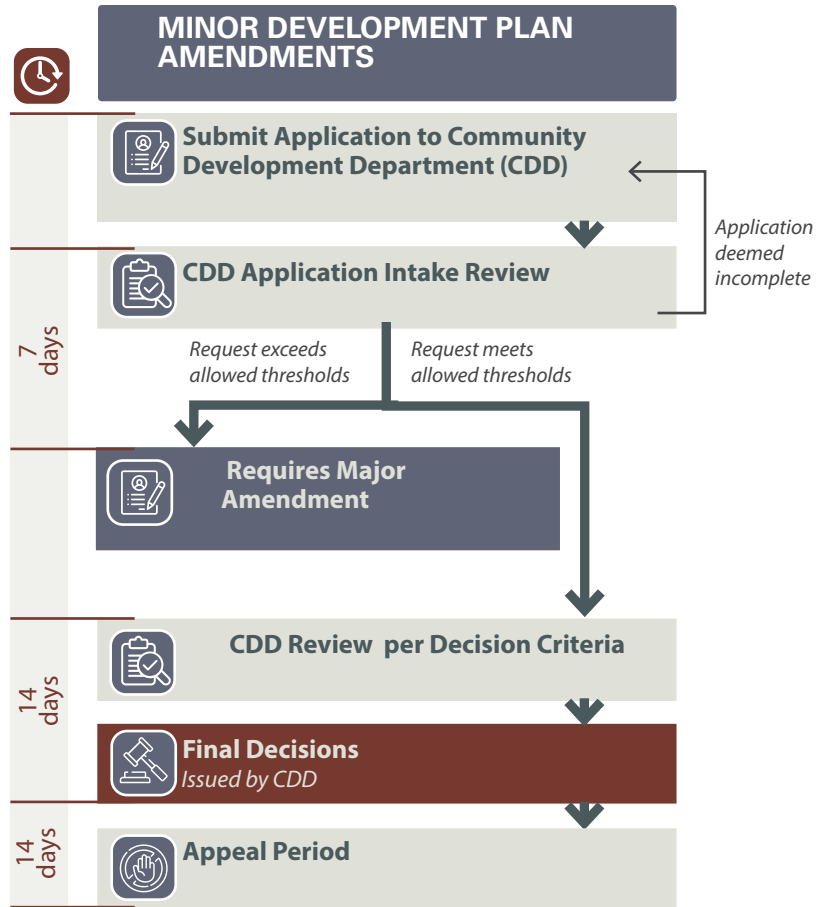 MINOR DEVELOPMENT PLAN
AMENDMENTS
Submit Application to Community
Development Department (CDD)
Application
deemed
incomplete
CDD Application Intake Review
7
days
Request exceeds
allowed thresholds
Request meets
allowed thresholds
Requires Major
Amendment
CDD Review per Decision Criteria
14
days
Final Decisions
Issued by CDD
14
days
Appeal Period